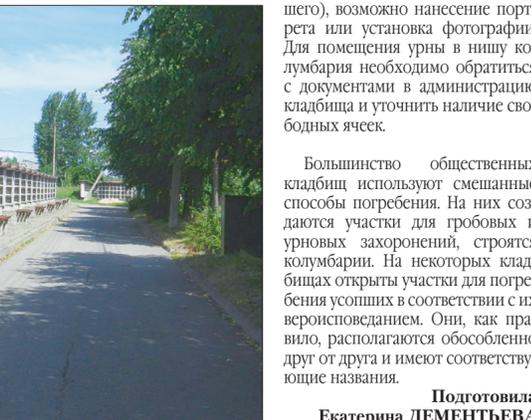 шего), возможно нанесение порт
рета или установка фотографии
Для помещения урны в нишу ко
лумбария необходимо обратиться
с документами в администрацию
кладбища и уточнить наличие сво
бодных ячеек.
Большинство общественных
кладбищ используют смешанные
способы погребения. На них соз
даются участки для гробовых и
урновых захоронений, строятся
колумбарии. На некоторых клад
бищах открыты участки для погре
бения усопших в соответствии с их
вероисповеданием. Они, как пра
вило, располагаются обособленно
друг от друга и имеют соответству
ющие названия.
Подготовила
Екатерина ДЕМЕНТЬЕВА